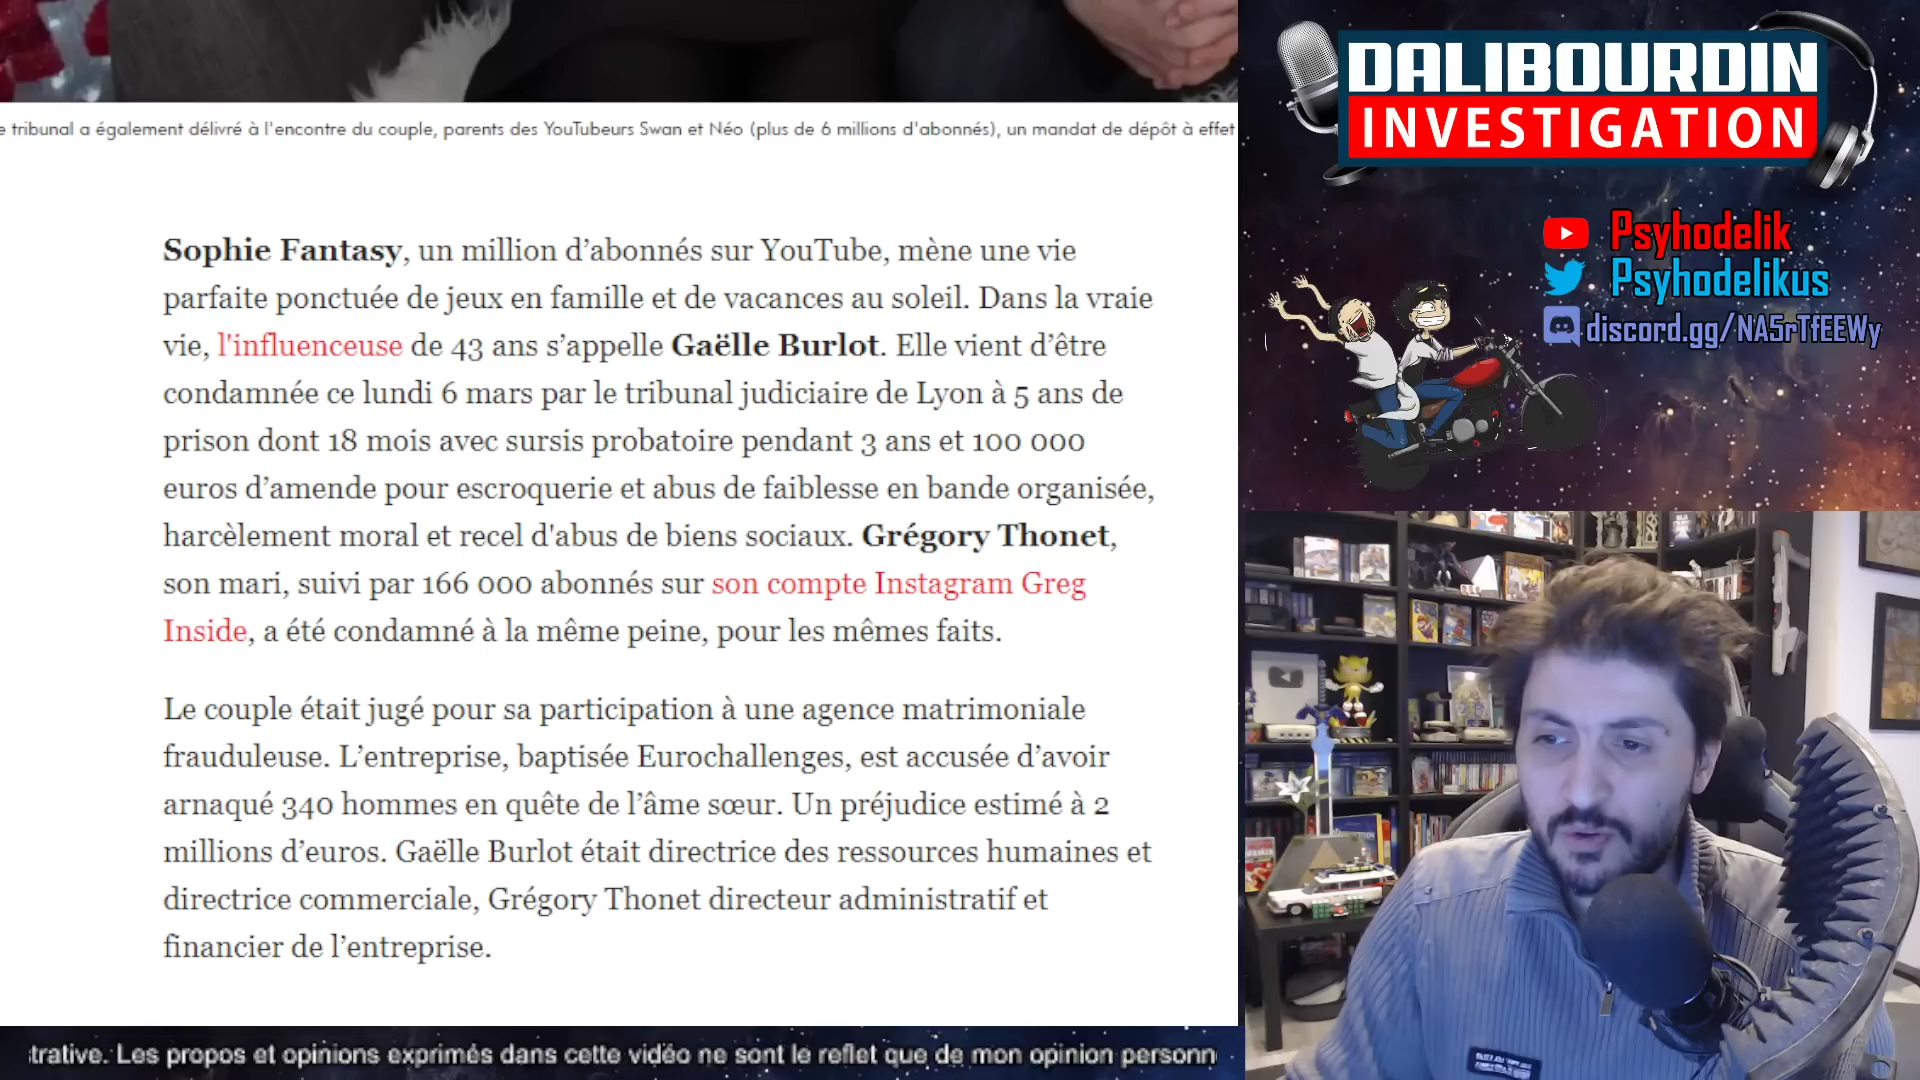 e tribunal a également délivré à l'encontre du couple, parents des YouTubeurs Swan et Néo (plus de 6 millions d'abonnés), un mandat de dépôt à effet
Sophie Fantasy, un million d’abonnés sur YouTube, mène une vie
parfaite ponctuée de jeux en famille et de vacances au soleil. Dans la vraie
vie, l'influenceuse de 43 ans s’appelle Gaëlle Burlot. Elle vient d’être
condamnée ce lundi 6 mars par le tribunal judiciaire de Lyon à 5 ans de
prison dont 18 mois avec sursis probatoire pendant 3 ans et 100 000
euros d’amende pour escroquerie et abus de faiblesse en bande organisée,
harcèlement moral et recel d'abus de biens sociaux. Grégory Thonet,
son mari, suivi par 166 000 abonnés sur son compte Instagram Greg
Inside, a été condamné à la même peine, pour les mêmes faits.
Le couple était jugé pour sa participation à une agence matrimoniale
frauduleuse. L’entreprise, baptisée Eurochallenges, est accusée d’avoir
arnaqué 340 hommes en quête de l’âme sœur. Un préjudice estimé à 2
millions d’euros. Gaëlle Burlot était directrice des ressources humaines et
directrice commerciale, Grégory Thonet directeur administratif et
financier de l’entreprise.
DALIBOURDIN
INVESTIGATION
Psyhodelik
Psyhodelikus
discord.gg/NA5rTfEEWy
trative. Les propos et opinions exprimés dans cette vidéo ne sont le reflet que de mon opinion personn